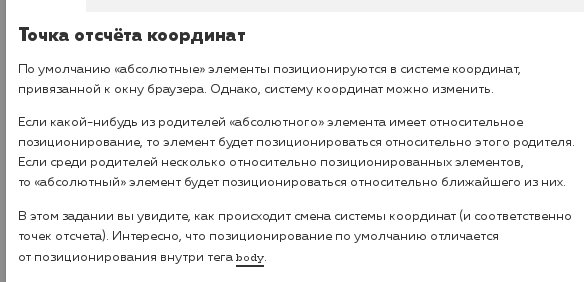 Точка отсчёта координат
По умолчанию «абсолютные» элементы позиционируются в системе координат,
привязанной к окну браузера. Однако, систему координат можно изменить.
Если какой-нибудь из родителей «абсолютного» элемента имеет относительное
позиционирование, то элемент будет позиционироваться относительно этого родителя.
Если среди родителей несколько относительно позиционированных элементов,
то «абсолютный» элемент будет позиционироваться относительно ближайшего из них.
В этом задании вы увидите, как происходит смена системы координат (и соответственно
точек отсчета). Интересно, что позиционирование по умолчанию отличается
от позиционирования внутри тега body.